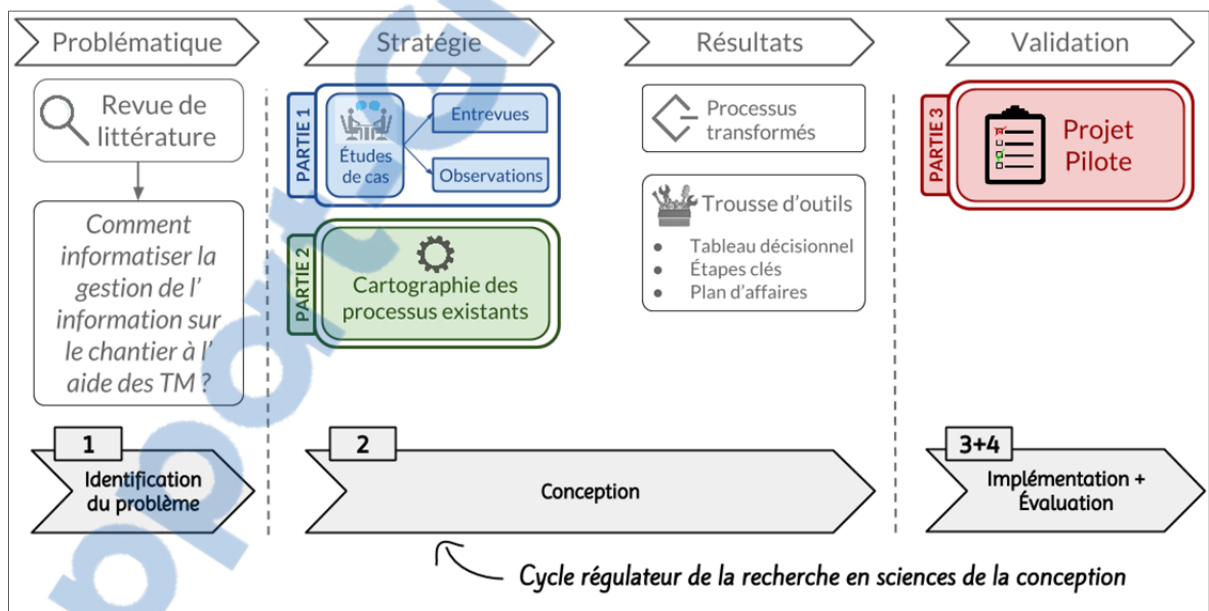 Problématique
Stratégie
Résultats
Validation
Revue de
littérature
Comment
informatiser la
gestion de l'
information sur
le chantier à l'
aide des TM ?
PARTIE 1
Études
de cas
Entrevues
Observations
PARTIE 2
Cartographie des
processus existants
Processus
transformés
Trousse d'outils
● Tableau décisionnel
● Étapes clés
● Plan d'affaires
PARTIE 3
Projet
Pilote
1
Identification
du problème
2
Conception
3+4
Implémentation +
Évaluation
Cycle régulateur de la recherche en sciences de la conception